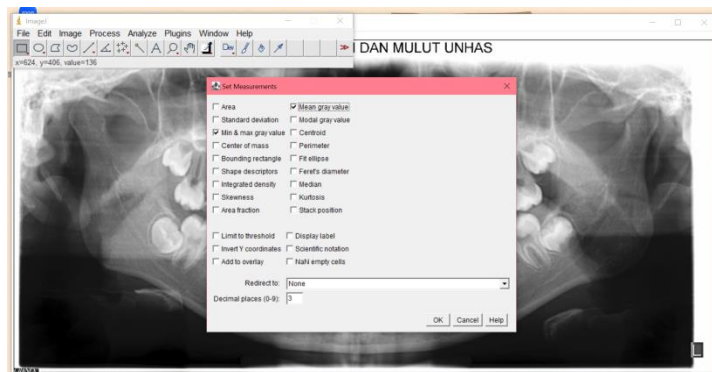 ImageJ
File Edit Image Process Analyze Plugins Window Help
Dev
x=624, y=406, value=136
DAN MULUT UNHAS
Set Measurements
Area Mean gray value
Standard deviation Modal gray value
Min & max gray value Centroid
Center of mass Perimeter
Bounding rectangle Fit ellipse
Shape descriptors Feret's diameter
Integrated density Median
Skewness Kurtosis
Area fraction Stack position
Limit to threshold Display label
Invert Y coordinates Scientific notation
Add to overlay NaN empty cells
Redirect to: None
Decimal places (0-9): 3
OK Cancel Help
L